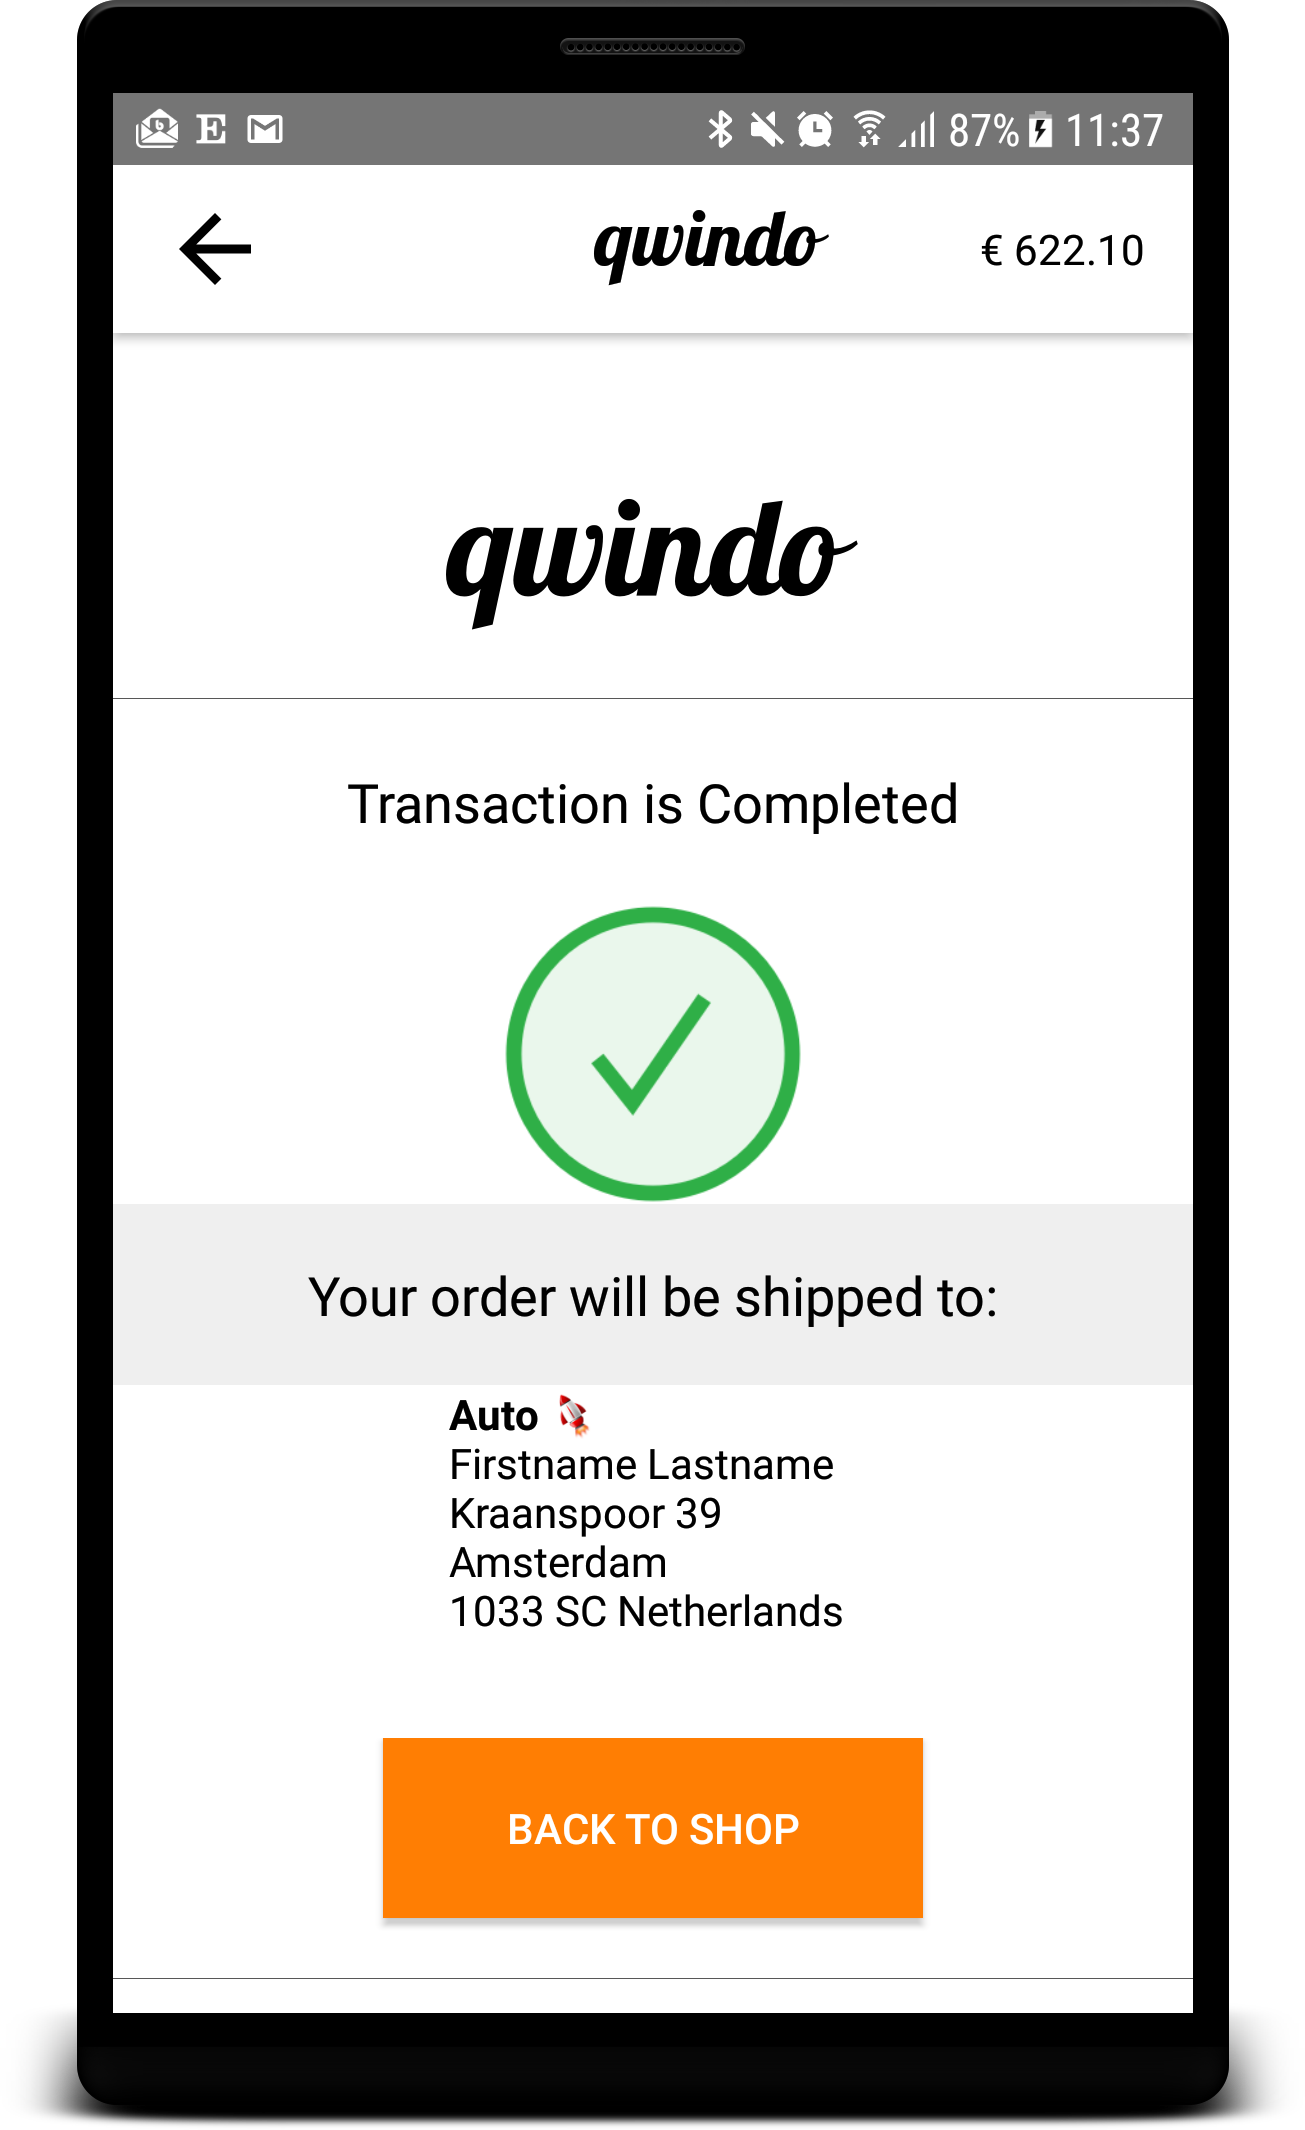 E 87% 11:37
qwindo € 622.10
qwindo
Transaction is Completed
Your order will be shipped to:
Auto 🚀
Firstname Lastname
Kraanspoor 39
Amsterdam
1033 SC Netherlands
BACK TO SHOP